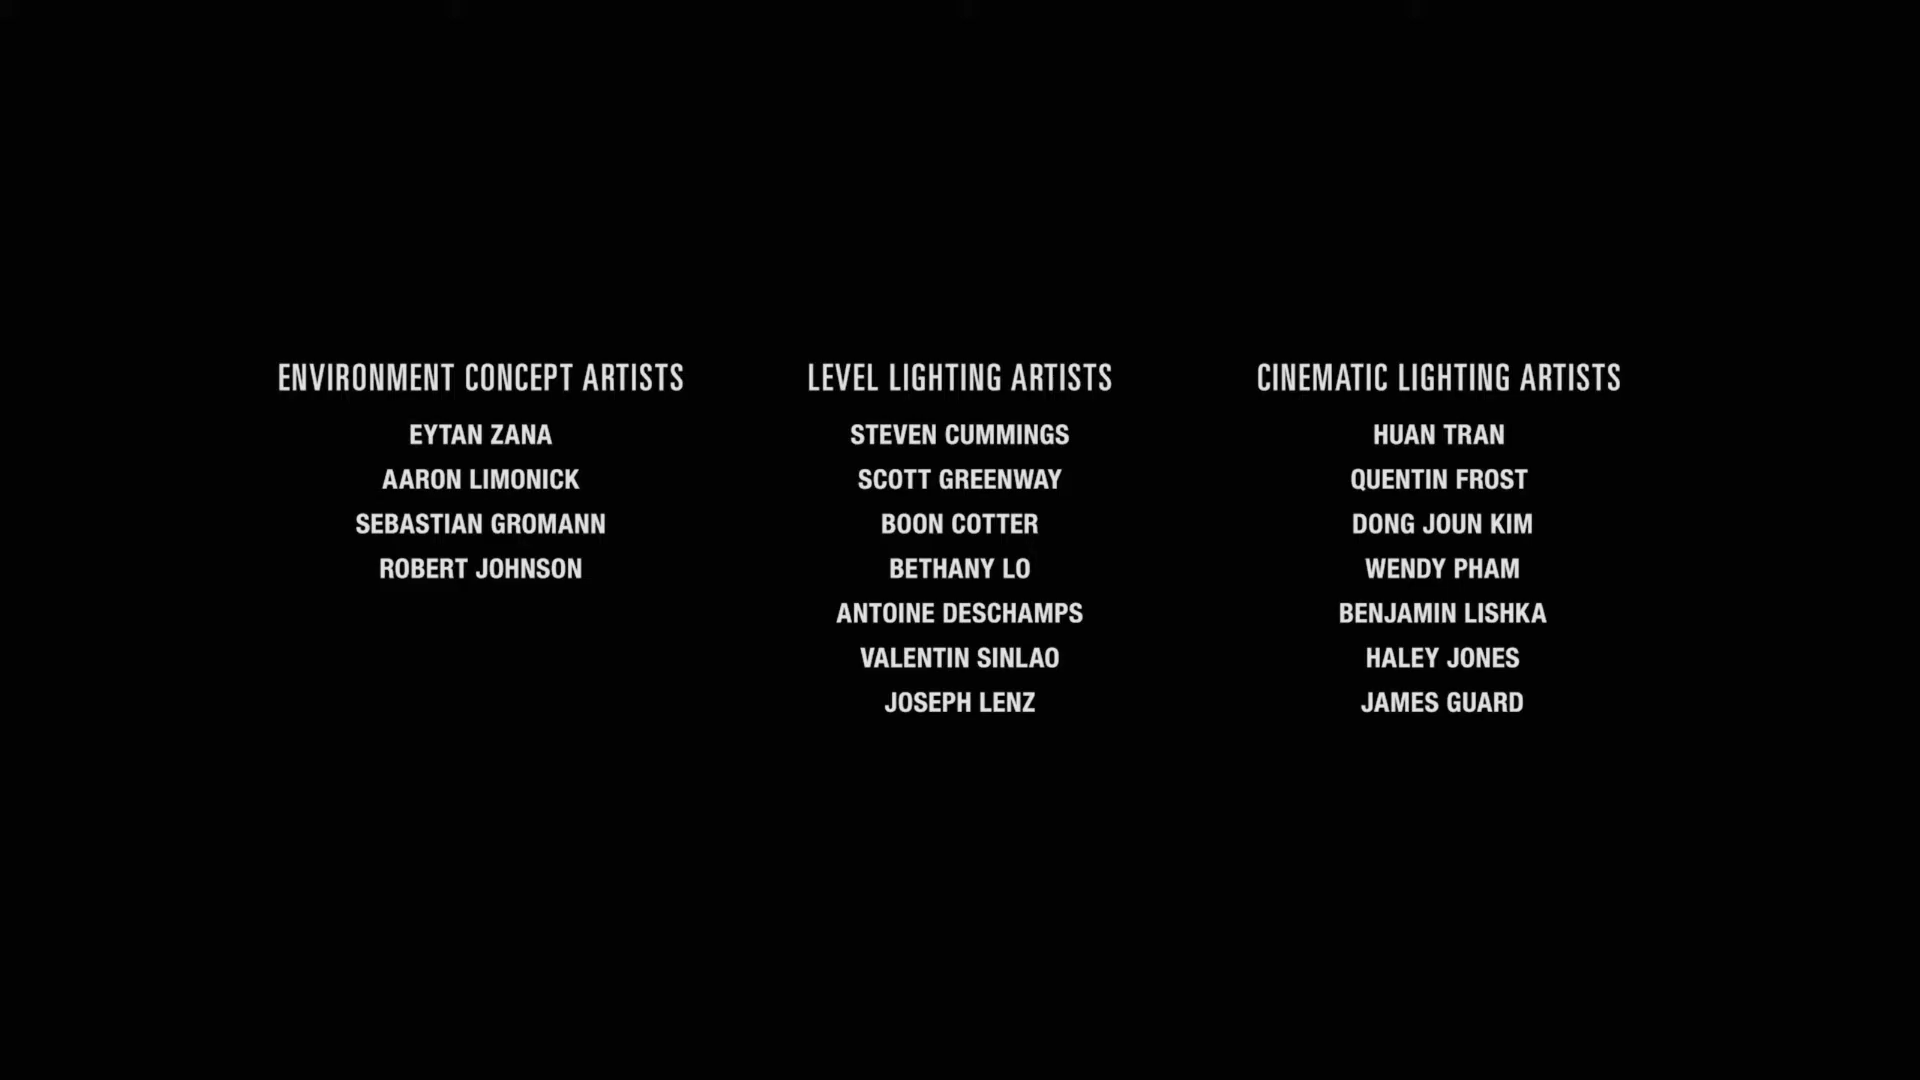 ENVIRONMENT CONCEPT ARTISTS
EYTAN ZANA
AARON LIMONICK
SEBASTIAN GROMANN
ROBERT JOHNSON
LEVEL LIGHTING ARTISTS
STEVEN CUMMINGS
SCOTT GREENWAY
BOON COTTER
BETHANY LO
ANTOINE DESCHAMPS
VALENTIN SINLAO
JOSEPH LENZ
CINEMATIC LIGHTING ARTISTS
HUAN TRAN
QUENTIN FROST
DONG JOUN KIM
WENDY PHAM
BENJAMIN LISHKA
HALEY JONES
JAMES GUARD